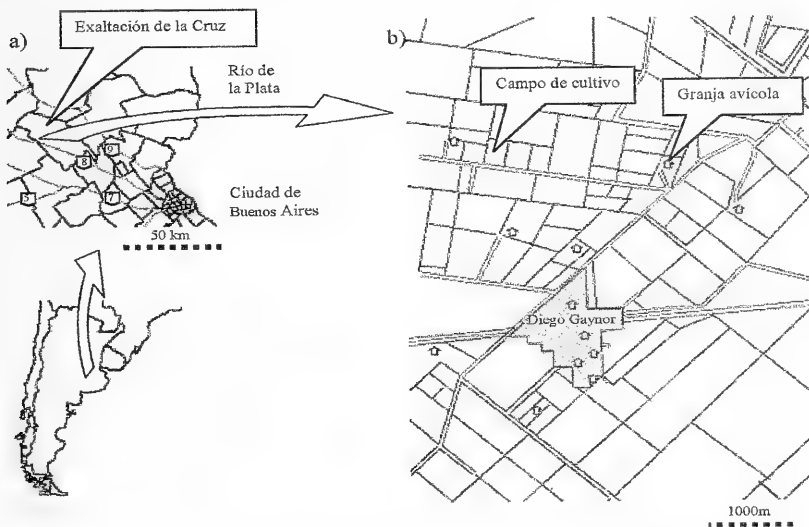 a)
Exaltación de la Cruz
Río de
la Plata
9
8
5
7
Ciudad de
Buenos Aires
50 km
b)
Campo de cultivo
Granja avícola
Diego Gaynor
1000m